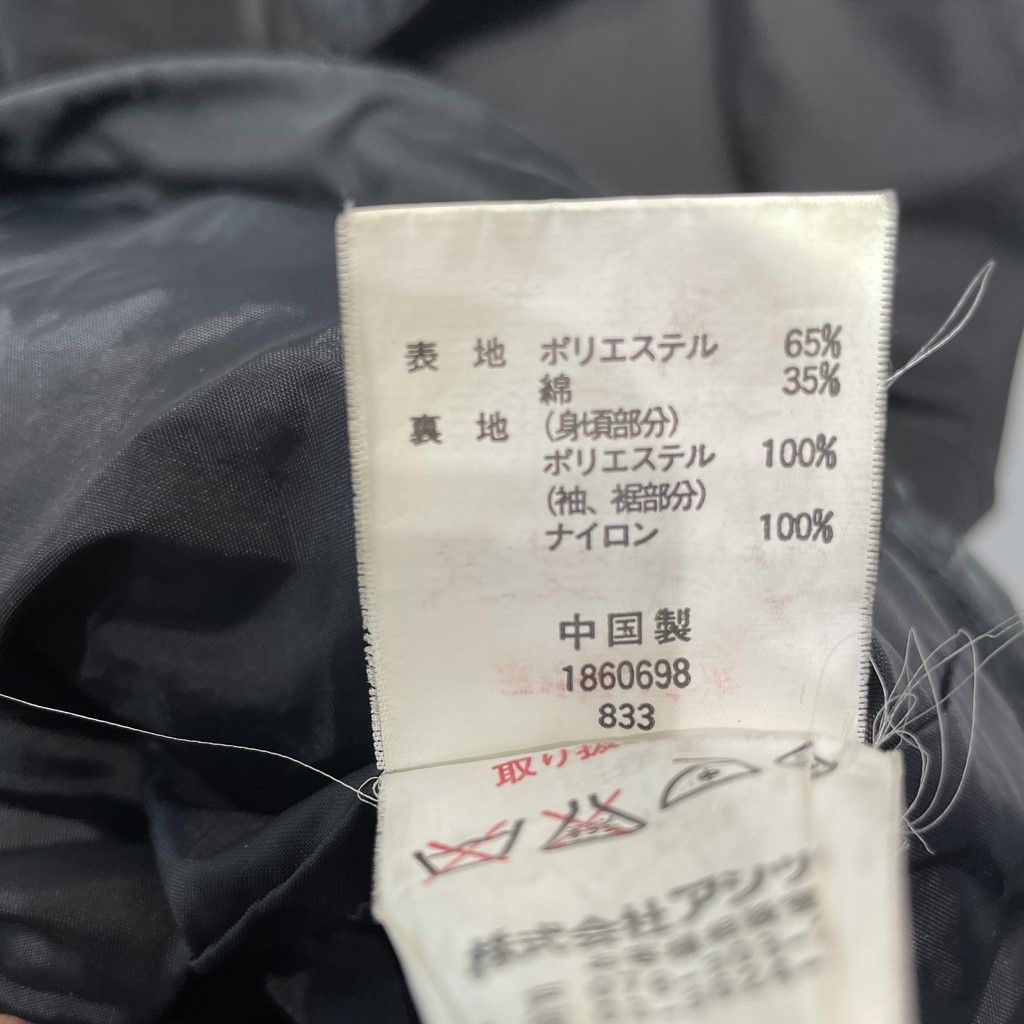 表 地 ポリエステル 65%
綿 35%
裏 地 (身頃部分)
ポリエステル 100%
(袖、裾部分)
ナイロン 100%
中国製
1860698
833
取り扱
株式会社アシッ